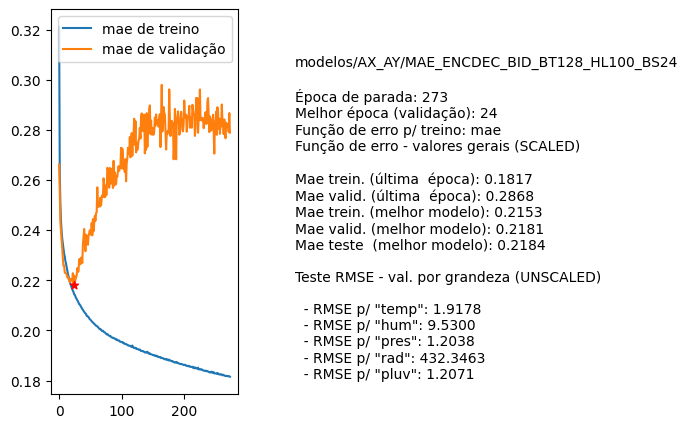 mae de treino
mae de validação
0.32
0.30
0.28
0.26
0.24
0.22
0.20
0.18
0
100
200
modelos/AX_AY/MAE_ENCDEC_BID_BT128_HL100_BS24
Época de parada: 273
Melhor época (validação): 24
Função de erro p/ treino: mae
Função de erro - valores gerais (SCALED)
Mae trein. (última  época): 0.1817
Mae valid. (última  época): 0.2868
Mae trein. (melhor modelo): 0.2153
Mae valid. (melhor modelo): 0.2181
Mae teste  (melhor modelo): 0.2184
Teste RMSE - val. por grandeza (UNSCALED)
- RMSE p/ "temp": 1.9178
- RMSE p/ "hum": 9.5300
- RMSE p/ "pres": 1.2038
- RMSE p/ "rad": 432.3463
- RMSE p/ "pluv": 1.2071